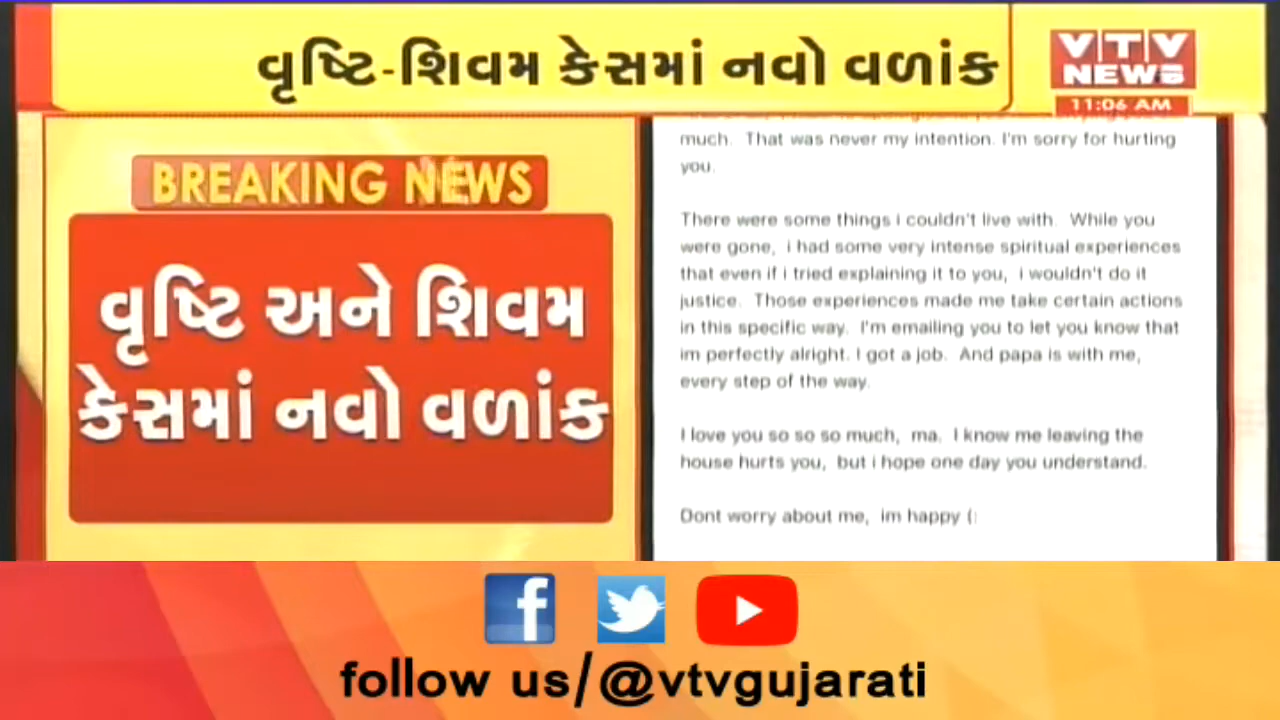 વૃષ્ટિ-શિવમ કેસમાં નવો વળાંક
VTV
NEWS
11:06 AM
BREAKING NEWS
વૃષ્ટિ અને શિવમ
કેસમાં નવો વળાંક
much. That was never my intention. I'm sorry for hurting
you.
There were some things i couldn't live with. While you
were gone, i had some very intense spiritual experiences
that even if i tried explaining it to you, i wouldn't do it
justice. Those experiences made me take certain actions
in this specific way. I'm emailing you to let you know that
im perfectly alright. I got a job. And papa is with me,
every step of the way.
I love you so so so much, ma. I know me leaving the
house hurts you, but i hope one day you understand.
Dont worry about me, im happy (:
follow us/@vtvgujarati